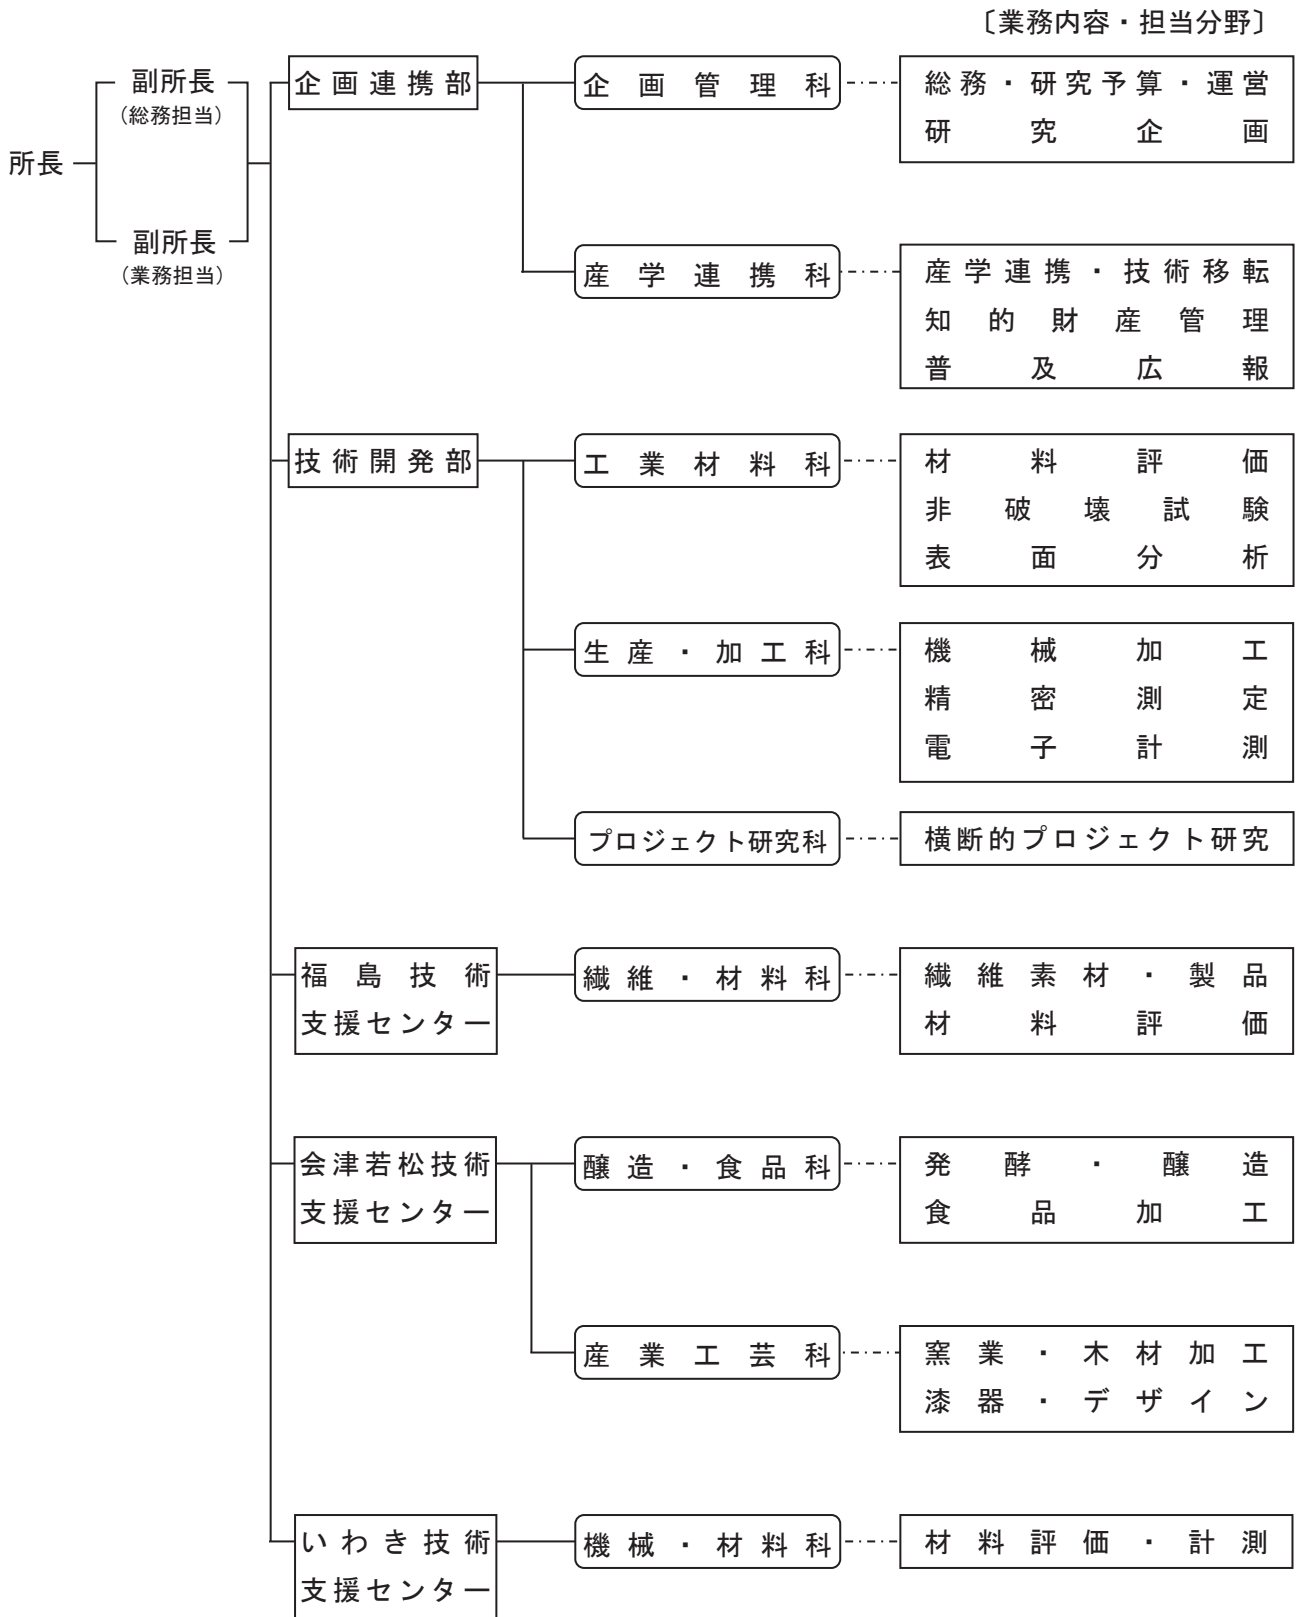 〔業務内容・担当分野〕
所長
副所長
（総務担当）
副所長
（業務担当）
企画連携部
企画管理科
総務・研究予算・運営
研究企画
産学連携科
産学連携・技術移転
知的財産管理
普及広報
技術開発部
工業材料科
材料評価
非破壊試験
表面分析
生産・加工科
機械加工
精密測定
電子計測
プロジェクト研究科
横断的プロジェクト研究
福島技術
支援センター
繊維・材料科
繊維素材・製品
材料評価
会津若松技術
支援センター
醸造・食品科
発酵・醸造
食品加工
産業工芸科
窯業・木材加工
漆器・デザイン
いわき技術
支援センター
機械・材料科
材料評価・計測